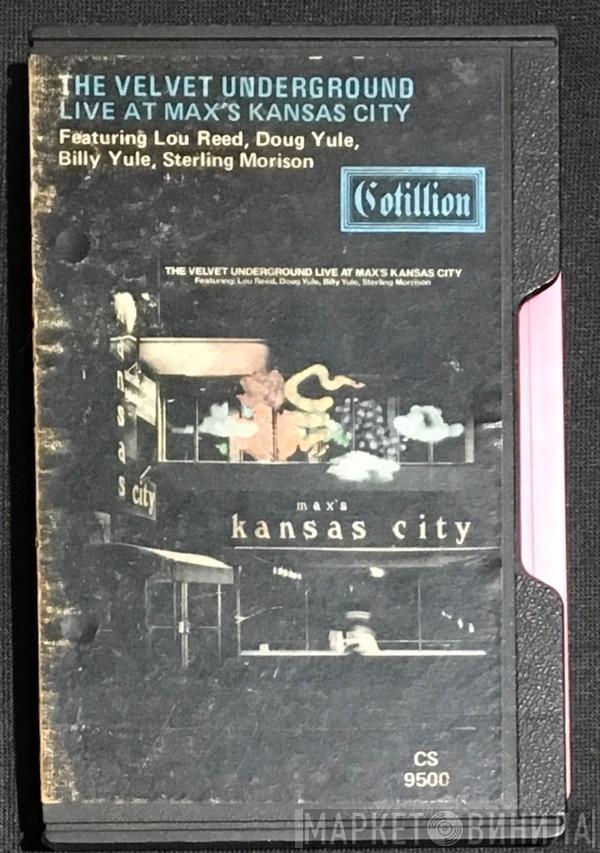 THE VELVET UNDERGROUND
LIVE AT MAX'S KANSAS CITY
Featuring Lou Reed, Doug Yule,
Billy Yule, Sterling Morison
Cotillion
THE VELVET UNDERGROUND LIVE AT MAX'S KANSAS CITY
Featuring: Lou Reed, Doug Yule, Billy Yule, Sterling Morrison
kansas
city
max's
kansas city
CS
9500
МАРКЕТ ВИНИЛА